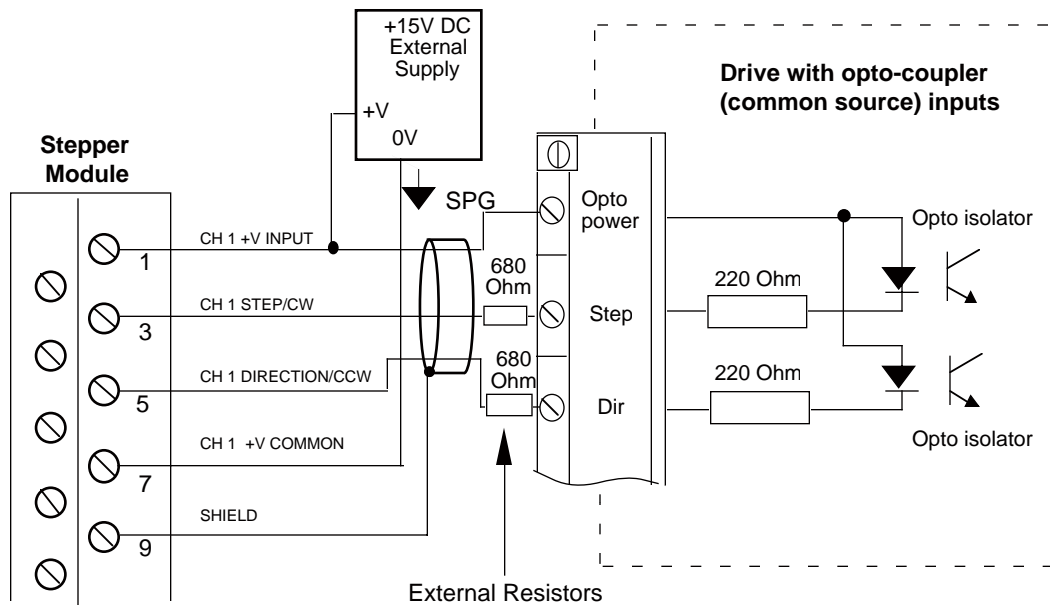 +15V DC
External
Supply
+V
0V
Drive with opto-coupler
(common source) inputs
Stepper
Module
SPG
Opto
power
Opto isolator
CH 1 +V INPUT
1
680
Ohm
220 Ohm
CH 1 STEP/CW
3
Step
680
Ohm
220 Ohm
CH 1 DIRECTION/CCW
5
Dir
Opto isolator
CH 1 +V COMMON
7
SHIELD
9
External Resistors